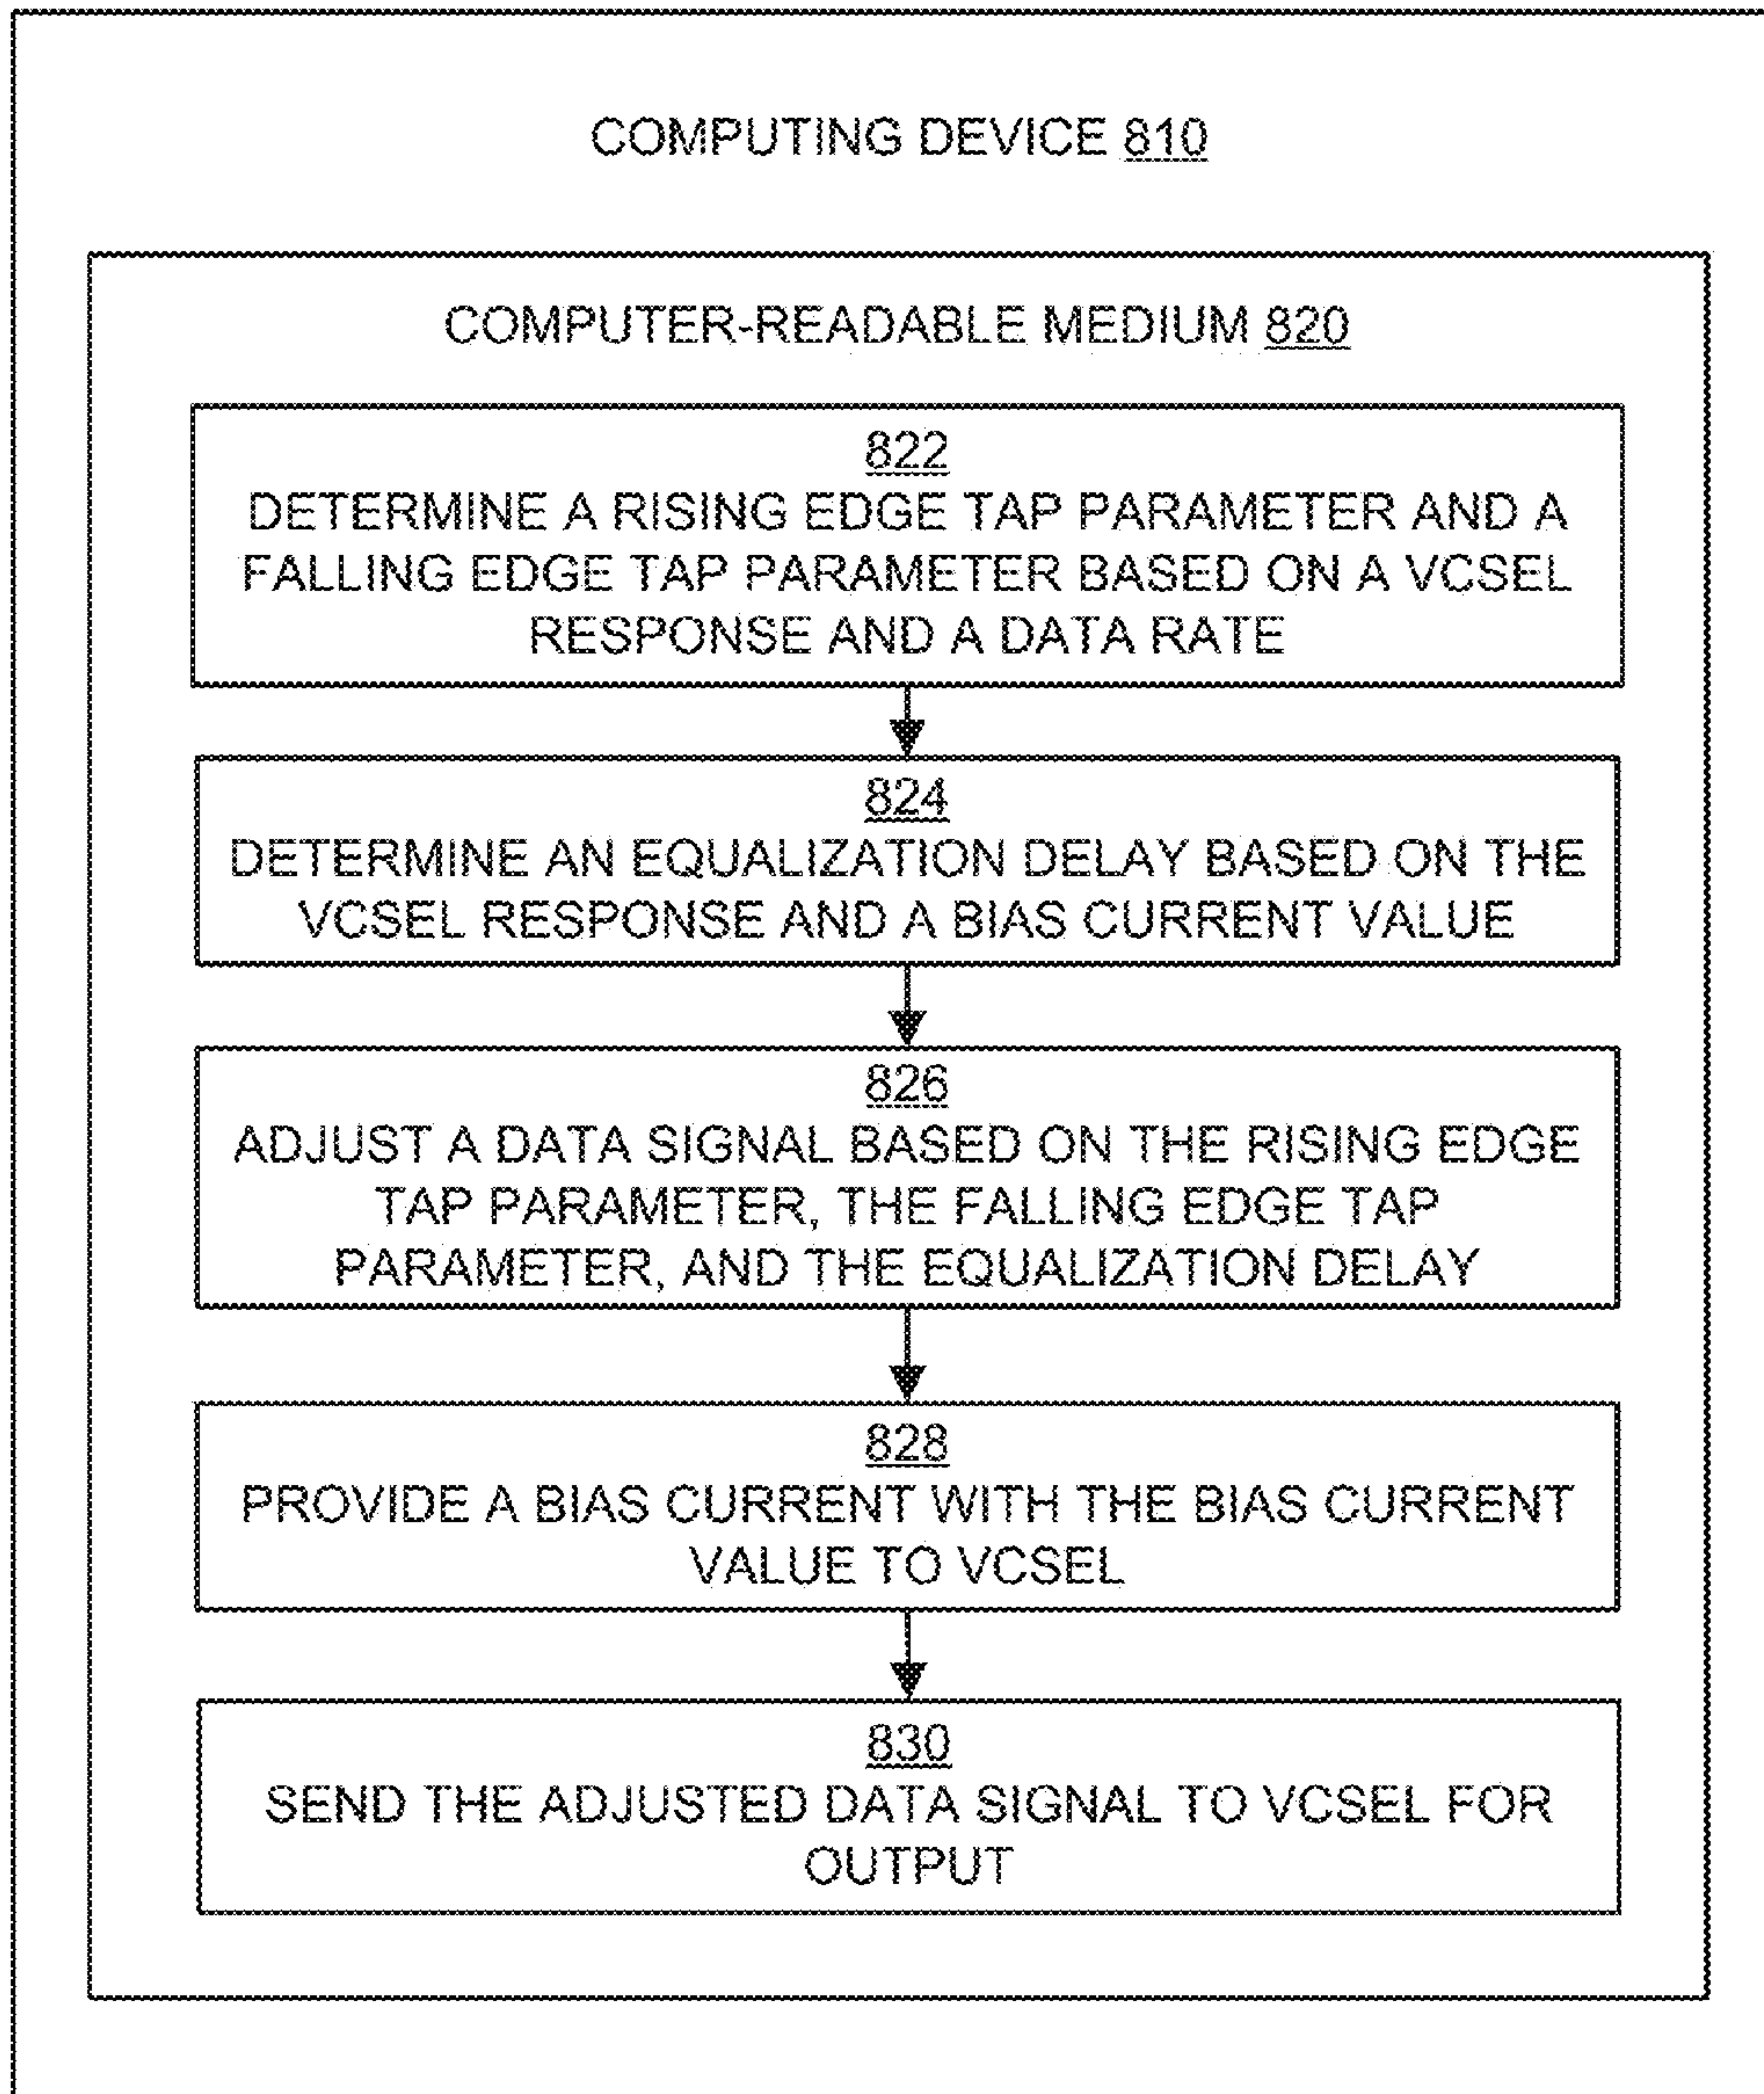 COMPUTING DEVICE 810
COMPUTER-READABLE MEDIUM 820
822
DETERMINE A RISING EDGE TAP PARAMETER AND A
FALLING EDGE TAP PARAMETER BASED ON A VCSEL
RESPONSE AND A DATA RATE
824
DETERMINE AN EQUALIZATION DELAY BASED ON THE
VCSEL RESPONSE AND A BIAS CURRENT VALUE
826
ADJUST A DATA SIGNAL BASED ON THE RISING EDGE
TAP PARAMETER, THE FALLING EDGE TAP
PARAMETER, AND THE EQUALIZATION DELAY
828
PROVIDE A BIAS CURRENT WITH THE BIAS CURRENT
VALUE TO VCSEL
830
SEND THE ADJUSTED DATA SIGNAL TO VCSEL FOR
OUTPUT